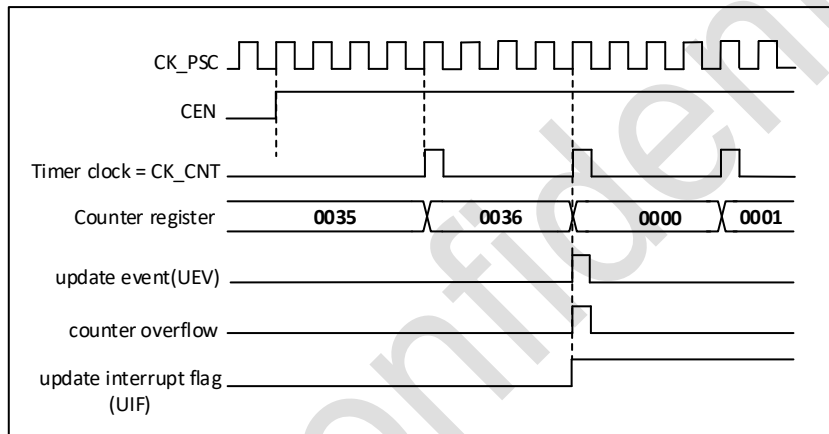 CK_PSC
CEN
Timer clock = CK_CNT
Counter register 0035 0036 0000 0001
update event(UEV)
counter overflow
update interrupt flag
(UIF)